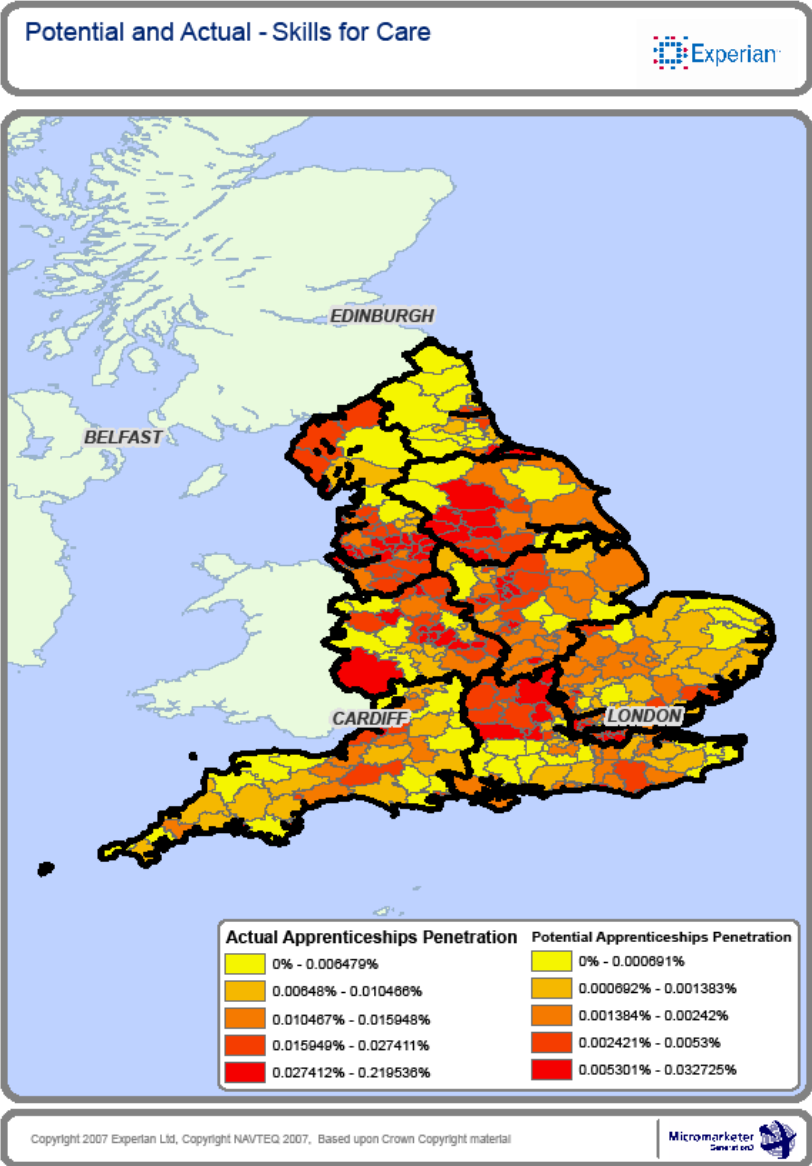 Potential and Actual - Skills for Care
Experian
EDINBURGH
BELFAST
CARDIFF
LONDON
Actual Apprenticeships Penetration
0% - 0.006479%
0.00648% - 0.010466%
0.010467% - 0.015948%
0.015949% - 0.027411%
0.027412% - 0.219536%
Potential Apprenticeships Penetration
0% - 0.000691%
0.000692% - 0.001383%
0.001384% - 0.00242%
0.002421% - 0.0053%
0.005301% - 0.032725%
Copyright 2007 Experian Ltd, Copyright NAVTEQ 2007, Based upon Crown Copyright material
Micromarketer
Generation3